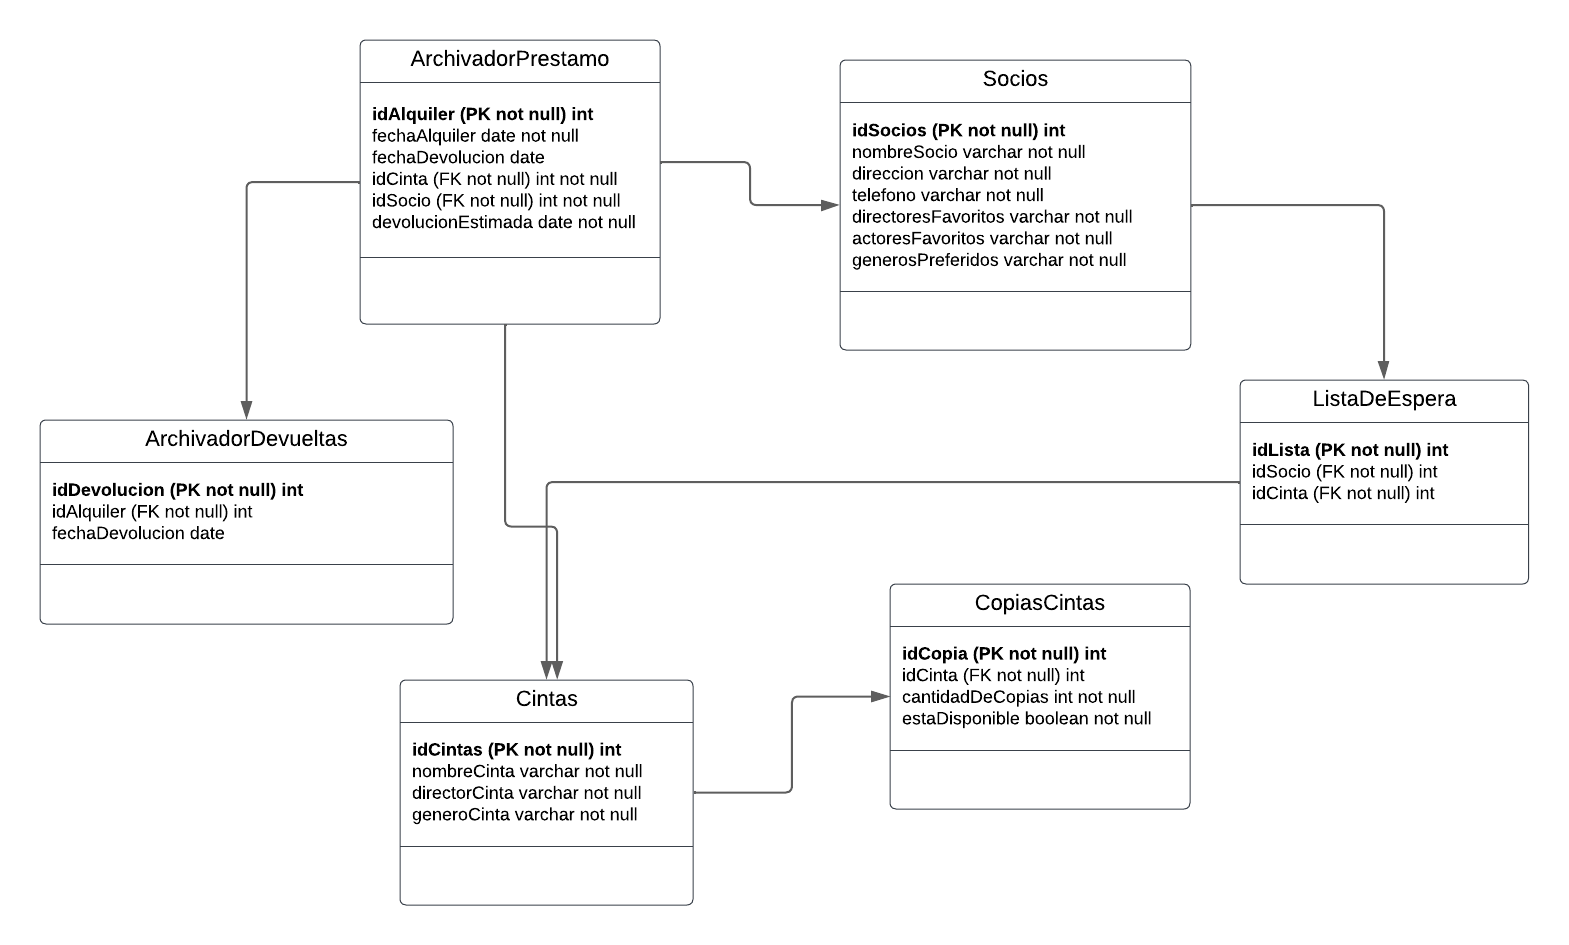 ArchivadorPrestamo
idAlquiler (PK not null) int
fechaAlquiler date not null
fechaDevolucion date
idCinta (FK not null) int not null
idSocio (FK not null) int not null
devolucionEstimada date not null
Socios
idSocios (PK not null) int
nombreSocio varchar not null
direccion varchar not null
telefono varchar not null
directoresFavoritos varchar not null
actoresFavoritos varchar not null
generosPreferidos varchar not null
ArchivadorDevueltas
idDevolucion (PK not null) int
idAlquiler (FK not null) int
fechaDevolucion date
ListaDeEspera
idLista (PK not null) int
idSocio (FK not null) int
idCinta (FK not null) int
CopiasCintas
idCopia (PK not null) int
idCinta (FK not null) int
cantidadDeCopias int not null
estaDisponible boolean not null
Cintas
idCintas (PK not null) int
nombreCinta varchar not null
directorCinta varchar not null
generoCinta varchar not null